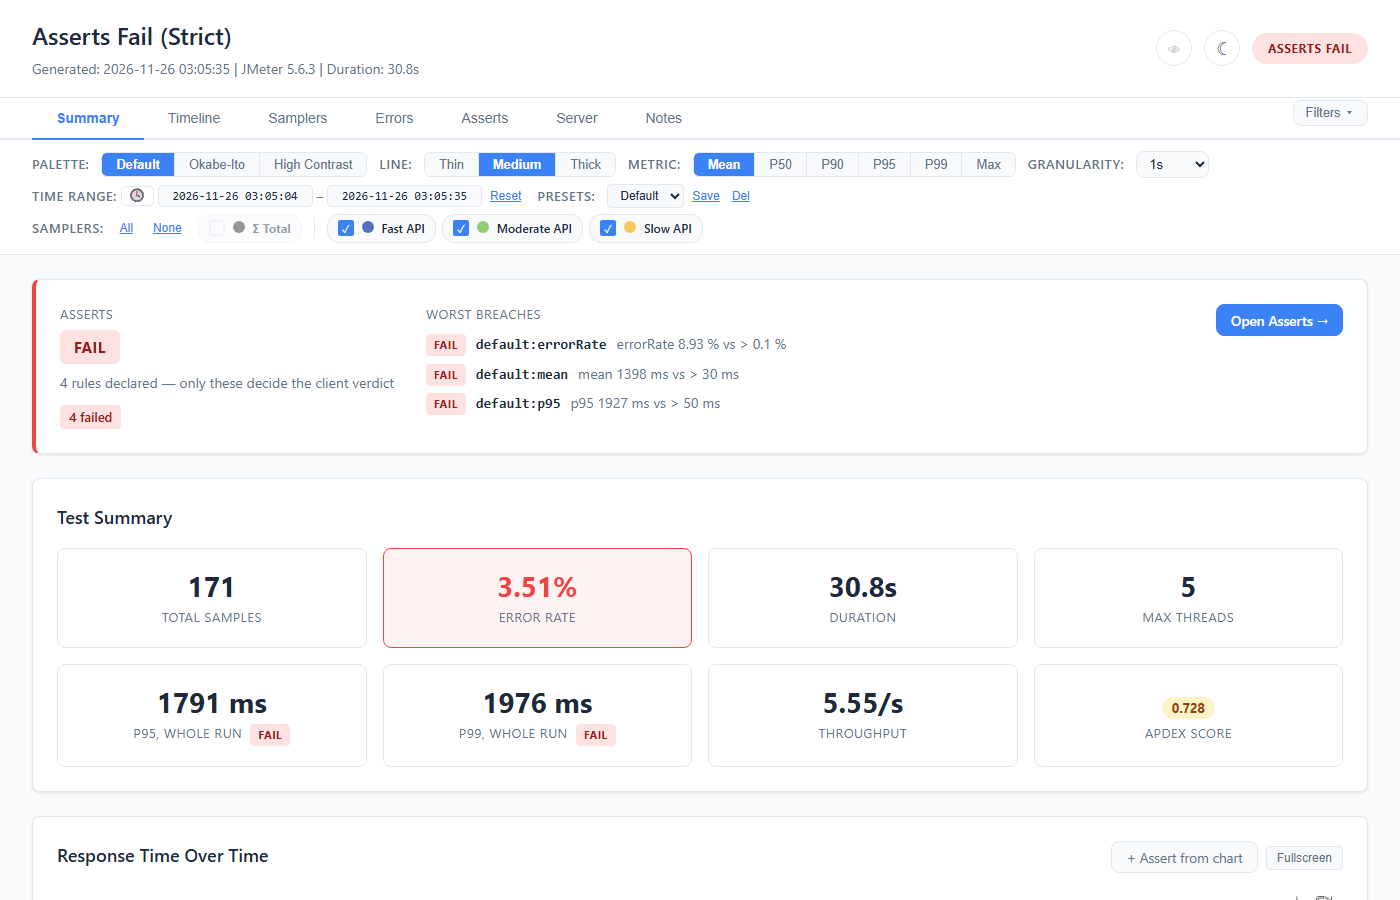 Asserts Fail (Strict)
Generated: 2026-11-26 03:05:35 | JMeter 5.6.3 | Duration: 30.8s
ASSERTS FAIL
Summary Timeline Samplers Errors Asserts Server Notes Filters
PALETTE: Default Okabe-Ito High Contrast LINE: Thin Medium Thick METRIC: Mean P50 P90 P95 P99 Max GRANULARITY: 1s
TIME RANGE: 2026-11-26 03:05:04 – 2026-11-26 03:05:35 Reset PRESETS: Default Save Del
SAMPLERS: All None Σ Total Fast API Moderate API Slow API
ASSERTS
FAIL
4 rules declared — only these decide the client verdict
4 failed
WORST BREACHES
FAIL default:errorRate errorRate 8.93 % vs > 0.1 %
FAIL default:mean mean 1398 ms vs > 30 ms
FAIL default:p95 p95 1927 ms vs > 50 ms
Open Asserts →
Test Summary
171
TOTAL SAMPLES
3.51%
ERROR RATE
30.8s
DURATION
5
MAX THREADS
1791 ms
P95, WHOLE RUN FAIL
1976 ms
P99, WHOLE RUN FAIL
5.55/s
THROUGHPUT
0.728
APDEX SCORE
Response Time Over Time
+ Assert from chart
Fullscreen